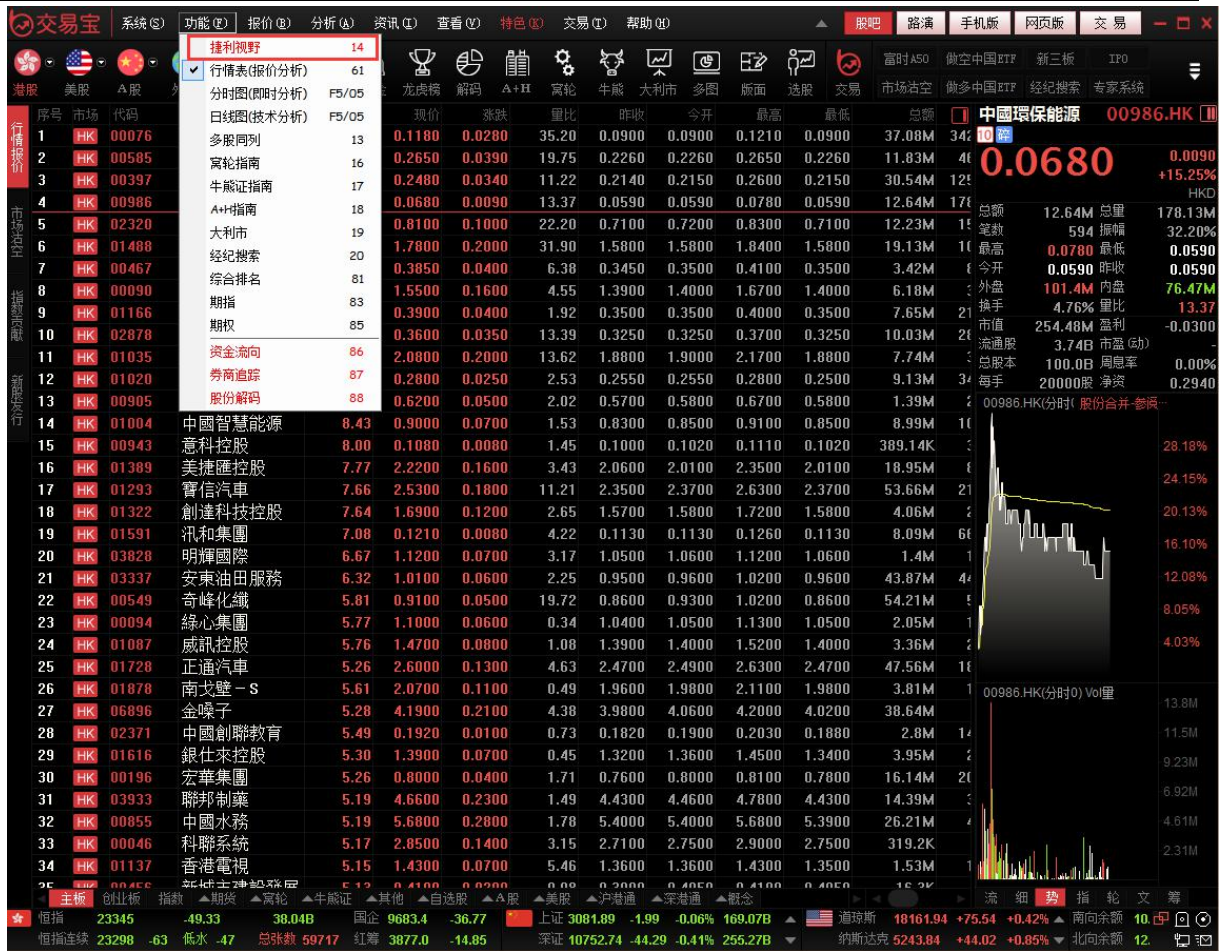 交易宝 系统(S) 功能(F) 报价(B) 分析(A) 资讯(I) 查看(V) 特色(X) 交易(T) 帮助(H) 股吧 路演 手机版 网页版 交易
港股 美股 A股 龙虎榜 解码 A+H 窝轮 牛熊 大利市 多图 版面 选股 交易
富时A50 做空中国ETF 新三板 IPO
市场沽空 做多中国ETF 经纪搜索 专家系统
捷利视野 14
行情表(报价分析) 61
分时图(即时分析) F5/05
日线图(技术分析) F5/05
多股同列 13
窝轮指南 16
牛熊证指南 17
A+H指南 18
大利市 19
经纪搜索 20
综合排名 81
期指 83
期权 85
资金流向 86
券商追踪 87
股份解码 88
行情报价
市场沽空
指数贡献
新股发行
序号 市场 代码 现价 涨跌 量比 昨收 今开 最高 最低 总额
1 HK 00076 0.1180 0.0280 35.20 0.0900 0.0900 0.1210 0.0900 37.08M
2 HK 00585 0.2650 0.0390 19.75 0.2260 0.2260 0.2650 0.2260 11.83M
3 HK 00397 0.2480 0.0340 11.22 0.2140 0.2150 0.2600 0.2150 30.54M
4 HK 00986 0.0680 0.0090 13.37 0.0590 0.0590 0.0780 0.0590 12.64M
5 HK 02320 0.8100 0.1000 22.20 0.7100 0.7200 0.8300 0.7100 12.23M
6 HK 01488 1.7800 0.2000 31.90 1.5800 1.5800 1.8400 1.5800 19.13M
7 HK 00467 0.3850 0.0400 6.38 0.3450 0.3500 0.4100 0.3500 3.42M
8 HK 00090 1.5500 0.1600 4.55 1.3900 1.4000 1.6700 1.4000 6.18M
9 HK 01166 0.3900 0.0400 1.92 0.3500 0.3500 0.4000 0.3500 7.65M
10 HK 02878 0.3600 0.0350 13.39 0.3250 0.3250 0.3700 0.3250 10.03M
11 HK 01035 2.0800 0.2000 13.62 1.8800 1.9000 2.1700 1.8800 7.74M
12 HK 01020 0.2800 0.0250 2.53 0.2550 0.2550 0.2800 0.2500 9.13M
13 HK 00905 0.6200 0.0500 2.02 0.5700 0.5800 0.6700 0.5800 1.39M
14 HK 01004 中國智慧能源 8.43 0.9000 0.0700 1.53 0.8300 0.8500 0.9100 0.8500 8.99M
15 HK 00943 意科控股 8.00 0.1080 0.0080 1.45 0.1000 0.1020 0.1110 0.1020 389.14K
16 HK 01389 美捷匯控股 7.77 2.2200 0.1600 3.43 2.0600 2.0100 2.3500 2.0100 18.95M
17 HK 01293 寶信汽車 7.66 2.5300 0.1800 11.21 2.3500 2.3700 2.6300 2.3700 53.66M
18 HK 01322 創達科技控股 7.64 1.6900 0.1200 2.65 1.5700 1.5800 1.7200 1.5800 4.06M
19 HK 01591 汛和集團 7.08 0.1210 0.0080 4.22 0.1130 0.1130 0.1260 0.1130 8.09M
20 HK 03828 明輝國際 6.67 1.1200 0.0700 3.17 1.0500 1.0600 1.1200 1.0600 1.4M
21 HK 03337 安東油田服務 6.32 1.0100 0.0600 2.25 0.9500 0.9600 1.0200 0.9600 43.87M
22 HK 00549 奇峰化纖 5.81 0.9100 0.0500 19.72 0.8600 0.9300 1.0200 0.8600 54.21M
23 HK 00094 綠心集團 5.77 1.1000 0.0600 0.34 1.0400 1.0500 1.1300 1.0500 2.05M
24 HK 01087 威訊控股 5.76 1.4700 0.0800 1.08 1.3900 1.4000 1.5200 1.4000 3.36M
25 HK 01728 正通汽車 5.26 2.6000 0.1300 4.63 2.4700 2.4900 2.6300 2.4700 47.56M
26 HK 01878 南戈壁－S 5.61 2.0700 0.1100 0.49 1.9600 1.9800 2.1100 1.9800 3.81M
27 HK 06896 金嗓子 5.28 4.1900 0.2100 4.38 3.9800 4.0600 4.2000 4.0200 38.64M
28 HK 02371 中國創聯教育 5.49 0.1920 0.0100 0.73 0.1820 0.1900 0.2030 0.1880 2.8M
29 HK 01616 銀仕來控股 5.30 1.3900 0.0700 0.45 1.3200 1.3600 1.4500 1.3400 3.95M
30 HK 00196 宏華集團 5.26 0.8000 0.0400 1.71 0.7600 0.8000 0.8100 0.7800 16.14M
31 HK 03933 聯邦制藥 5.19 4.6600 0.2300 1.49 4.4300 4.4600 4.7800 4.4300 14.39M
32 HK 00855 中國水務 5.19 5.6800 0.2800 1.78 5.4000 5.4000 5.6800 5.3900 26.21M
33 HK 00046 科聯系統 5.17 2.8500 0.1400 3.15 2.7100 2.7500 2.9000 2.7500 319.2K
34 HK 01137 香港電視 5.15 1.4300 0.0700 5.46 1.3600 1.3600 1.4300 1.3500 1.53M
中國環保能源 00986.HK
10 碎
0.0680 0.0090
+15.25%
HKD
总额 12.64M 总量 178.13M
笔数 594 振幅 32.20%
最高 0.0780 最低 0.0590
今开 0.0590 昨收 0.0590
外盘 101.4M 内盘 76.47M
换手 4.76% 量比 13.37
市值 254.48M 盈利 -0.0300
流通股 3.74B 市盈(动) -
总股本 100.0B 周息率 0.00%
每手 20000股 净资 0.2940
00986.HK(分时( 股份合并-参阅…
28.18%
24.15%
20.13%
16.10%
12.08%
8.05%
4.03%
00986.HK(分时0) Vol量
13.8M
11.5M
9.23M
6.92M
4.61M
2.31M
主板 创业板 指数 ▲期货 ▲窝轮 ▲牛熊证 ▲其他 ▲自选股 ▲A股 ▲美股 ▲沪港通 ▲深港通 ▲概念 流 细 势 指 轮 文 筹
恒指 23345 -49.33 38.04B 国企 9683.4 -36.77 上证 3081.89 -1.99 -0.06% 169.07B 道琼斯 18161.94 +75.54 +0.42% 南向余额 10.
恒指连续 23298 -63 低水 -47 总张数 59717 红筹 3877.0 -14.85 深证 10752.74 -44.29 -0.41% 255.27B 纳斯达克 5243.84 +44.02 +0.85% 北向余额 12